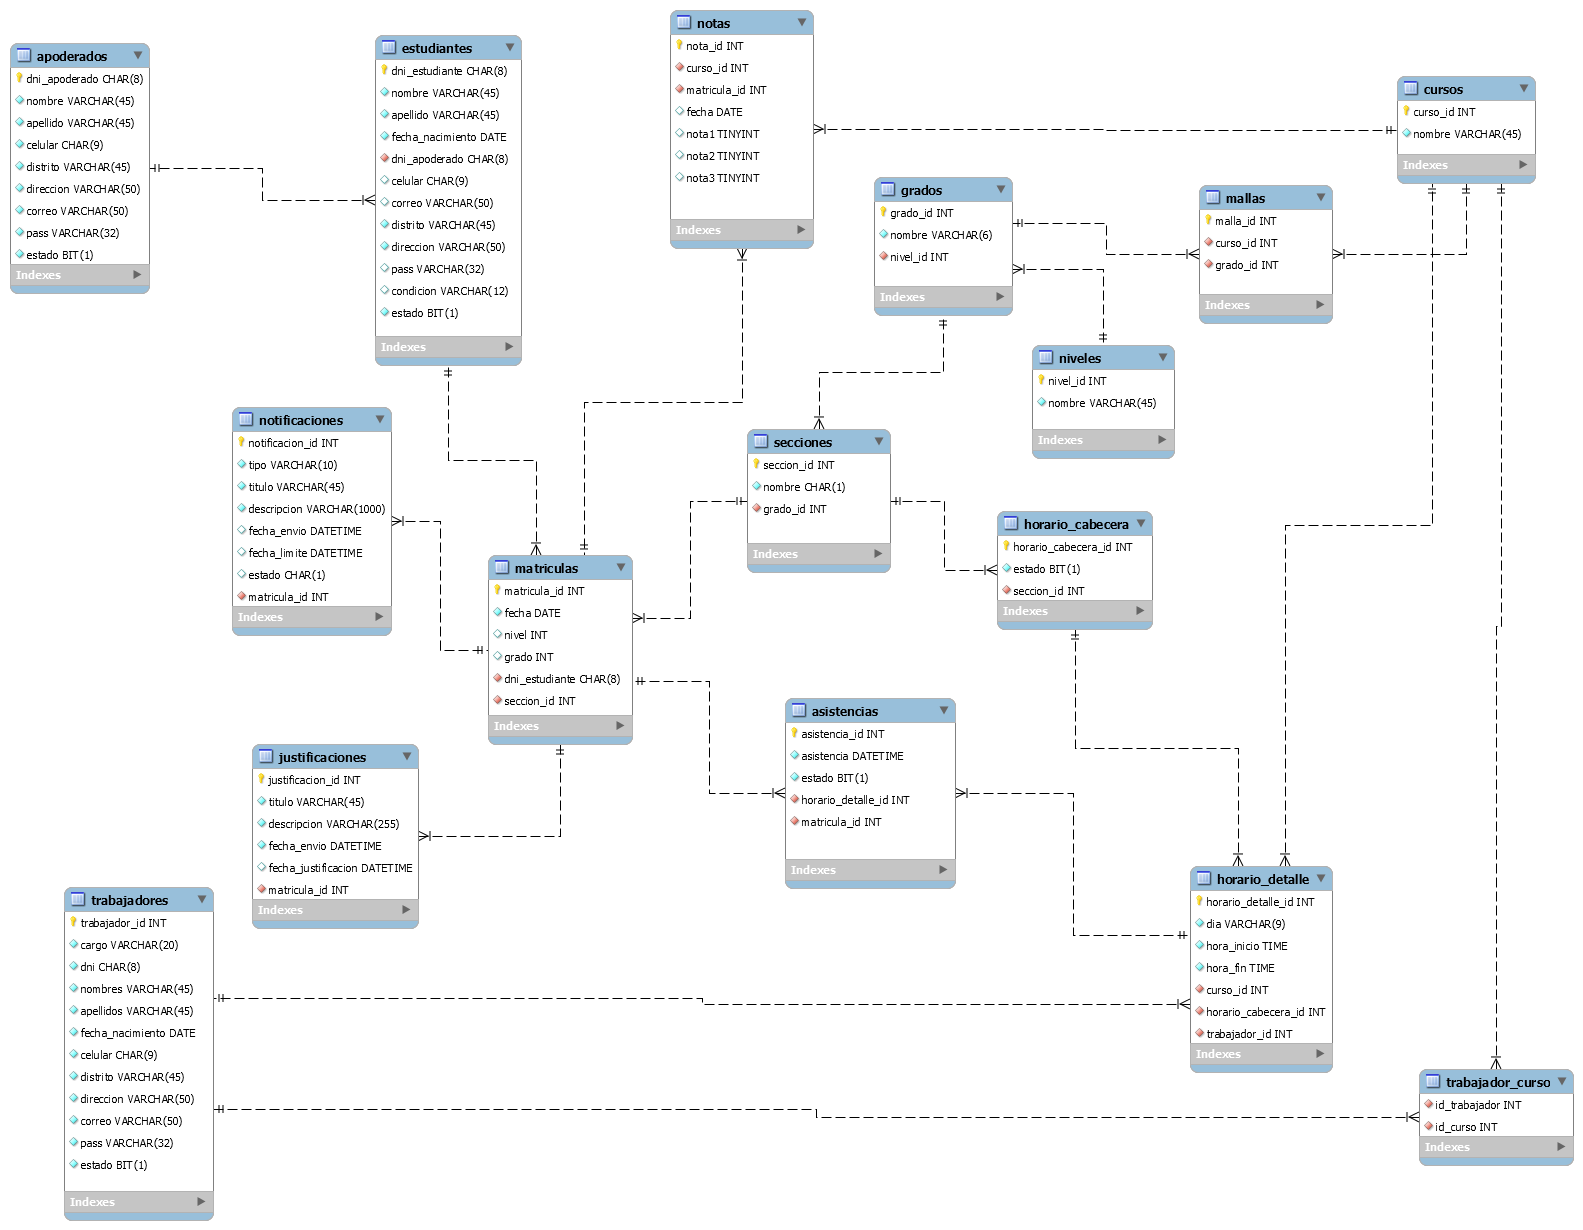 apoderados
dni_apoderado CHAR(8)
nombre VARCHAR(45)
apellido VARCHAR(45)
celular CHAR(9)
distrito VARCHAR(45)
direccion VARCHAR(50)
correo VARCHAR(50)
pass VARCHAR(32)
estado BIT(1)
Indexes
estudiantes
dni_estudiante CHAR(8)
nombre VARCHAR(45)
apellido VARCHAR(45)
fecha_nacimiento DATE
dni_apoderado CHAR(8)
celular CHAR(9)
correo VARCHAR(50)
distrito VARCHAR(45)
direccion VARCHAR(50)
pass VARCHAR(32)
condicion VARCHAR(12)
estado BIT(1)
Indexes
notas
nota_id INT
curso_id INT
matricula_id INT
fecha DATE
nota1 TINYINT
nota2 TINYINT
nota3 TINYINT
Indexes
cursos
curso_id INT
nombre VARCHAR(45)
Indexes
grados
grado_id INT
nombre VARCHAR(6)
nivel_id INT
Indexes
mallas
malla_id INT
curso_id INT
grado_id INT
Indexes
niveles
nivel_id INT
nombre VARCHAR(45)
Indexes
notificaciones
notificacion_id INT
tipo VARCHAR(10)
titulo VARCHAR(45)
descripcion VARCHAR(1000)
fecha_envio DATETIME
fecha_limite DATETIME
estado CHAR(1)
matricula_id INT
Indexes
secciones
seccion_id INT
nombre CHAR(1)
grado_id INT
Indexes
horario_cabecera
horario_cabecera_id INT
estado BIT(1)
seccion_id INT
Indexes
matriculas
matricula_id INT
fecha DATE
nivel INT
grado INT
dni_estudiante CHAR(8)
seccion_id INT
Indexes
asistencias
asistencia_id INT
asistencia DATETIME
estado BIT(1)
horario_detalle_id INT
matricula_id INT
Indexes
justificaciones
justificacion_id INT
titulo VARCHAR(45)
descripcion VARCHAR(255)
fecha_envio DATETIME
fecha_justificacion DATETIME
matricula_id INT
Indexes
horario_detalle
horario_detalle_id INT
dia VARCHAR(9)
hora_inicio TIME
hora_fin TIME
curso_id INT
horario_cabecera_id INT
trabajador_id INT
Indexes
trabajadores
trabajador_id INT
cargo VARCHAR(20)
dni CHAR(8)
nombres VARCHAR(45)
apellidos VARCHAR(45)
fecha_nacimiento DATE
celular CHAR(9)
distrito VARCHAR(45)
direccion VARCHAR(50)
correo VARCHAR(50)
pass VARCHAR(32)
estado BIT(1)
Indexes
trabajador_curso
id_trabajador INT
id_curso INT
Indexes